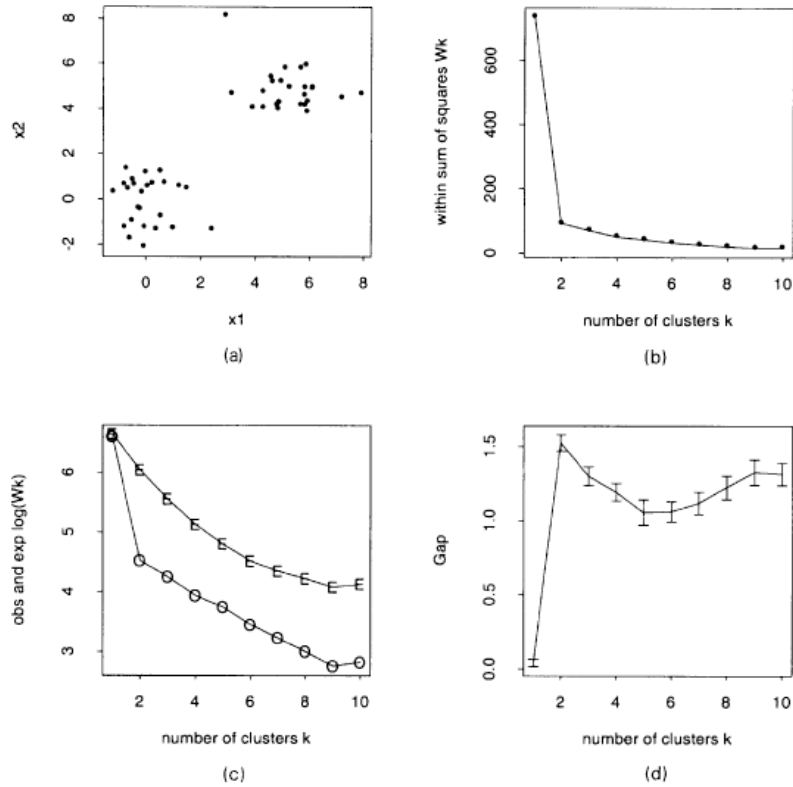 8
6
4
2
0
-2
x2
0 2 4 6 8
x1
(a)
600
400
200
0
within sum of squares Wk
2 4 6 8 10
number of clusters k
(b)
6
5
4
3
obs and exp log(Wk)
E E E E E E E E E E
O O O O O O O O O O
2 4 6 8 10
number of clusters k
(c)
1.5
1.0
0.5
0.0
Gap
2 4 6 8 10
number of clusters k
(d)